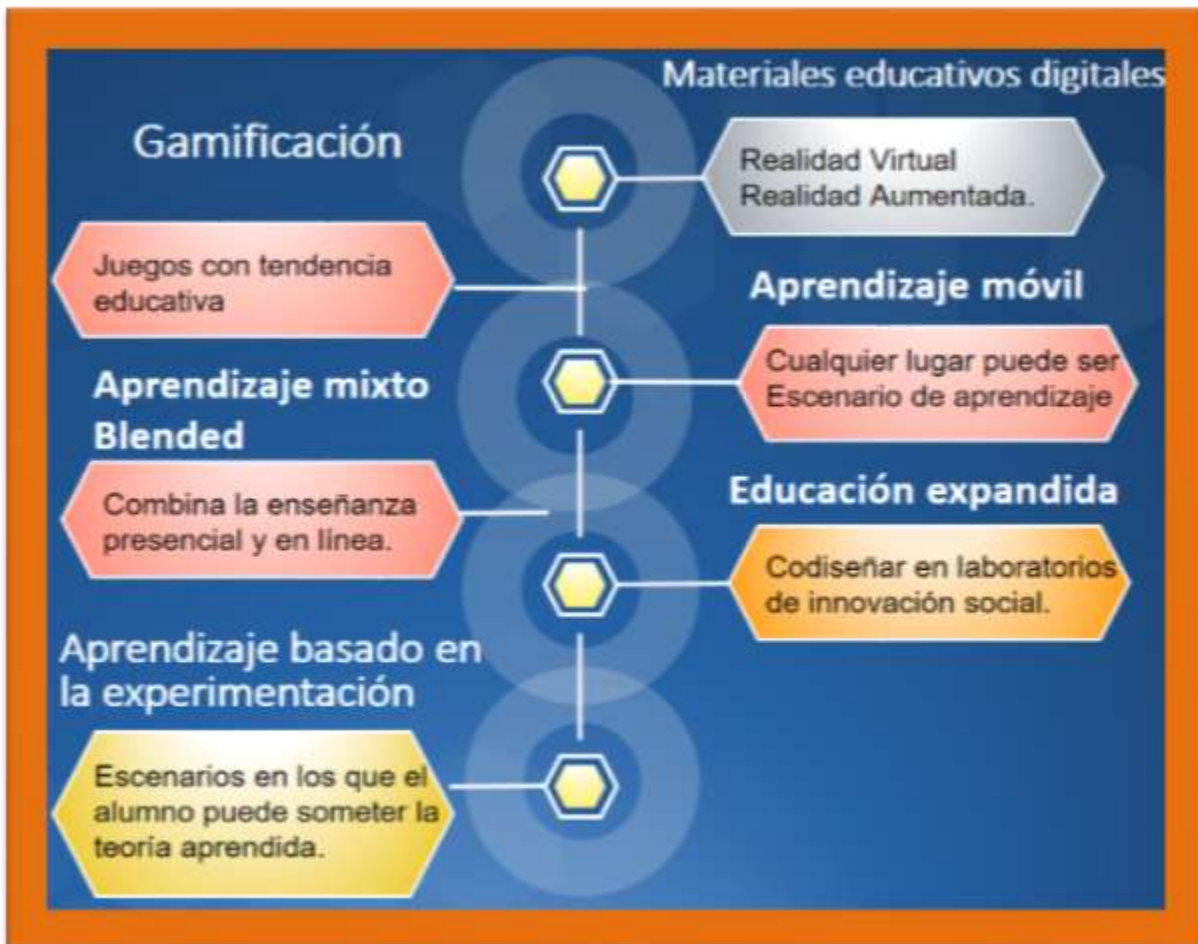 Materiales educativos digitales
Gamificación
Realidad Virtual
Realidad Aumentada.
Juegos con tendencia
educativa
Aprendizaje móvil
Cualquier lugar puede ser
Escenario de aprendizaje
Aprendizaje mixto
Blended
Combina la enseñanza
presencial y en línea.
Educación expandida
Codiseñar en laboratorios
de innovación social.
Aprendizaje basado en
la experimentación
Escenarios en los que el
alumno puede someter la
teoría aprendida.